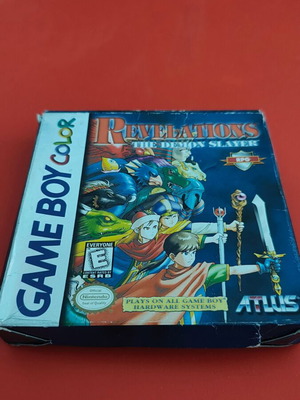 GAME BOY COLOR
REVELATIONS
THE DEMON SLAYER
RPG
EVERYONE
E
ESRB
Nintendo
PLAYS ON ALL GAME BOY
HARDWARE SYSTEMS
ATLUS